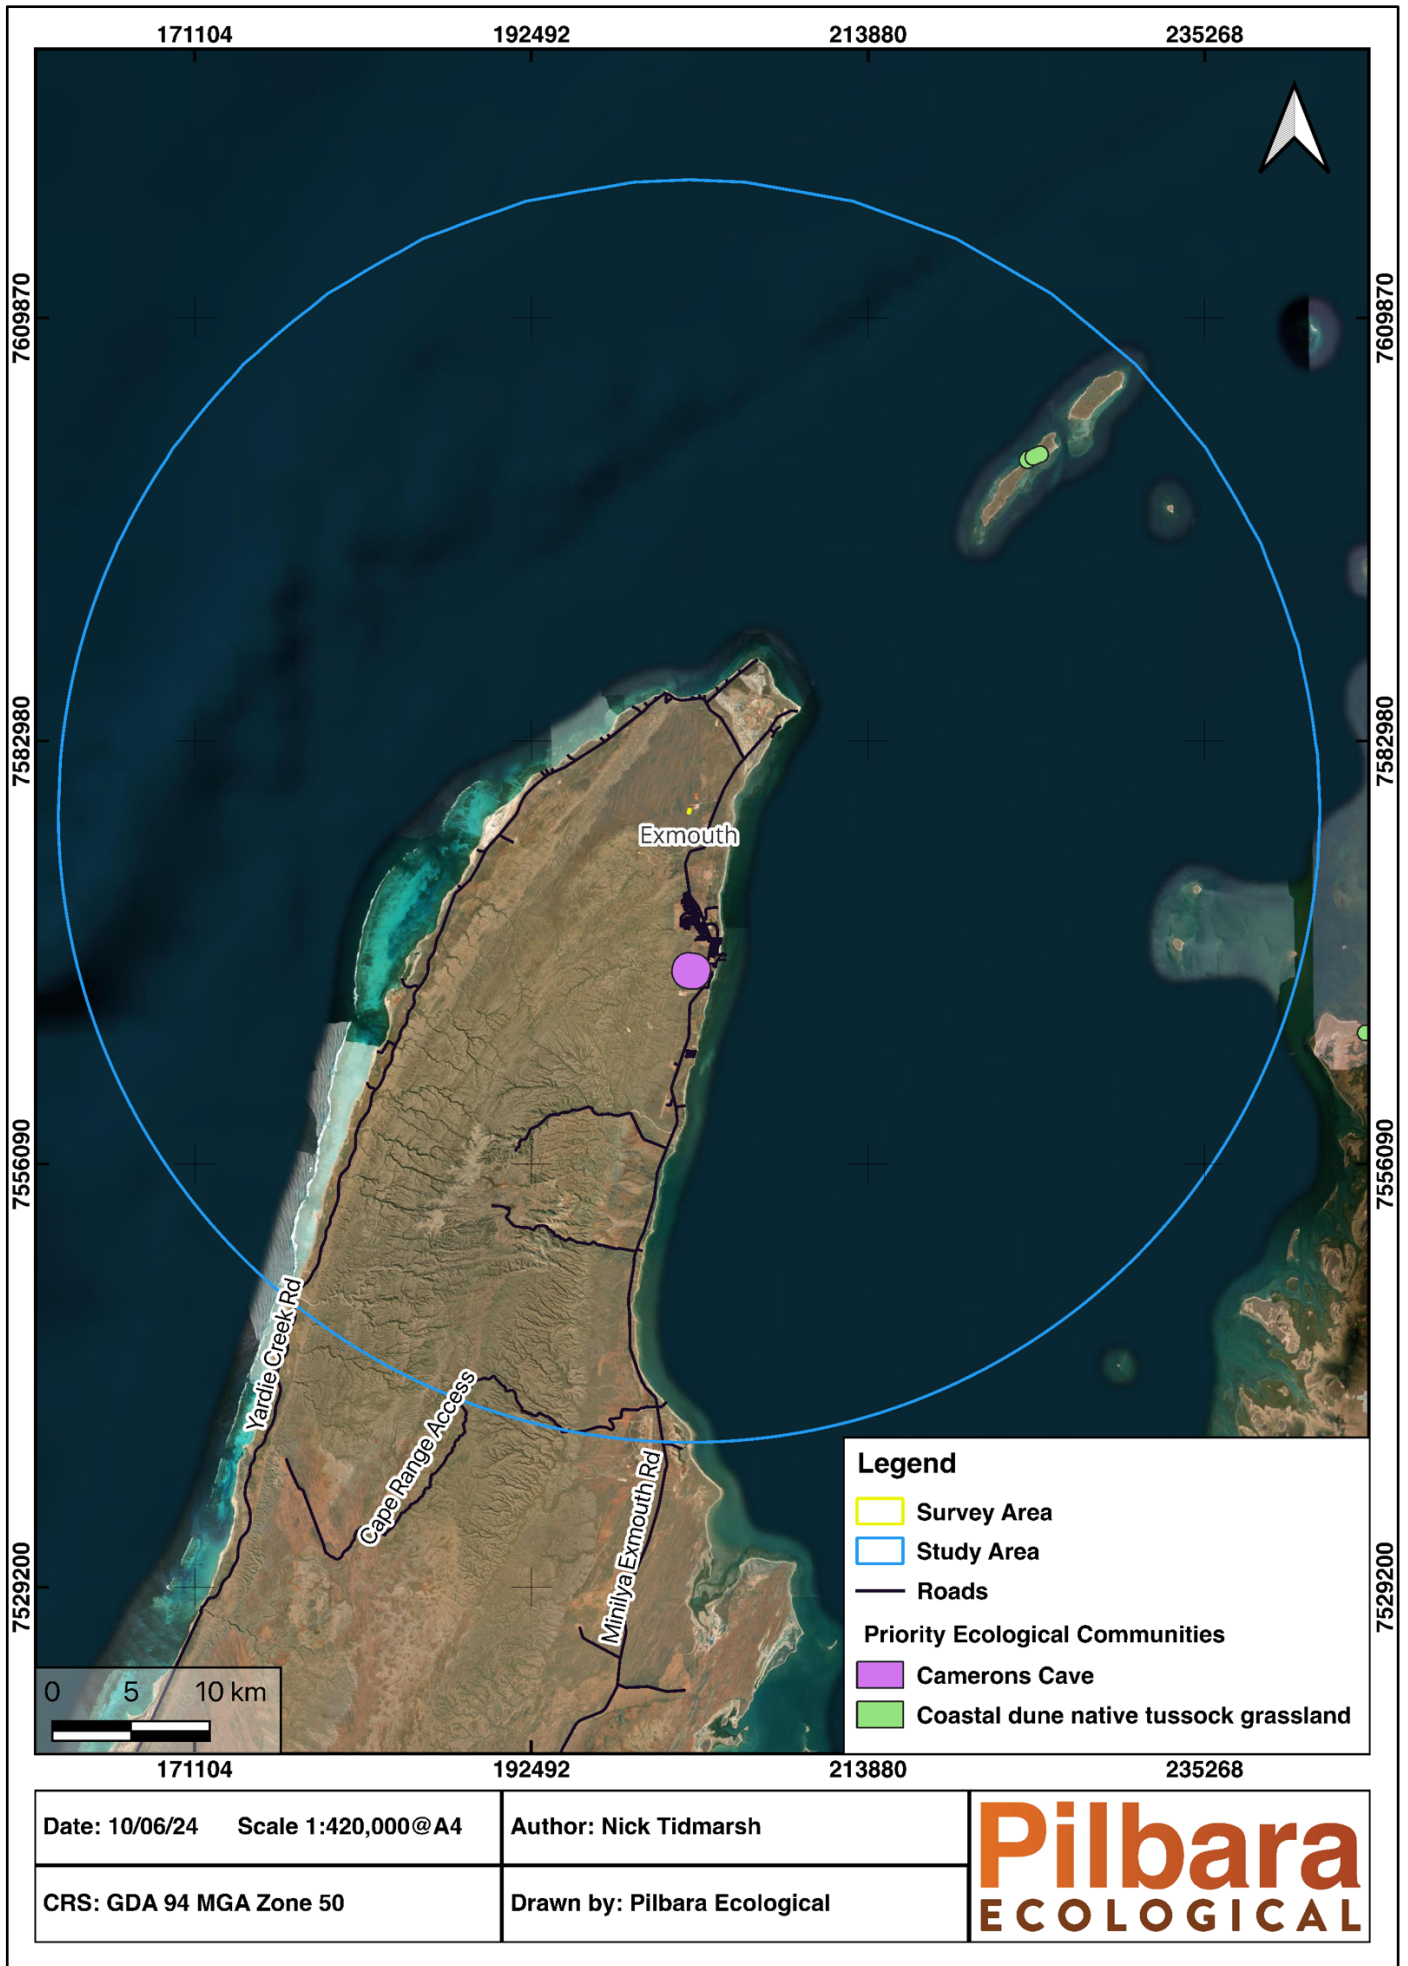 171104 192492 213880 235268
7609870 7609870
7582980 7582980
Exmouth
7556090 7556090
Yardie Creek Rd
Cape Range Access
Minilya Exmouth Rd
7529200 7529200
Legend
Survey Area
Study Area
Roads
Priority Ecological Communities
Camerons Cave
Coastal dune native tussock grassland
0 5 10 km
171104 192492 213880 235268
Date: 10/06/24 Scale 1:420,000@A4
Author: Nick Tidmarsh
CRS: GDA 94 MGA Zone 50
Drawn by: Pilbara Ecological
Pilbara
ECOLOGICAL